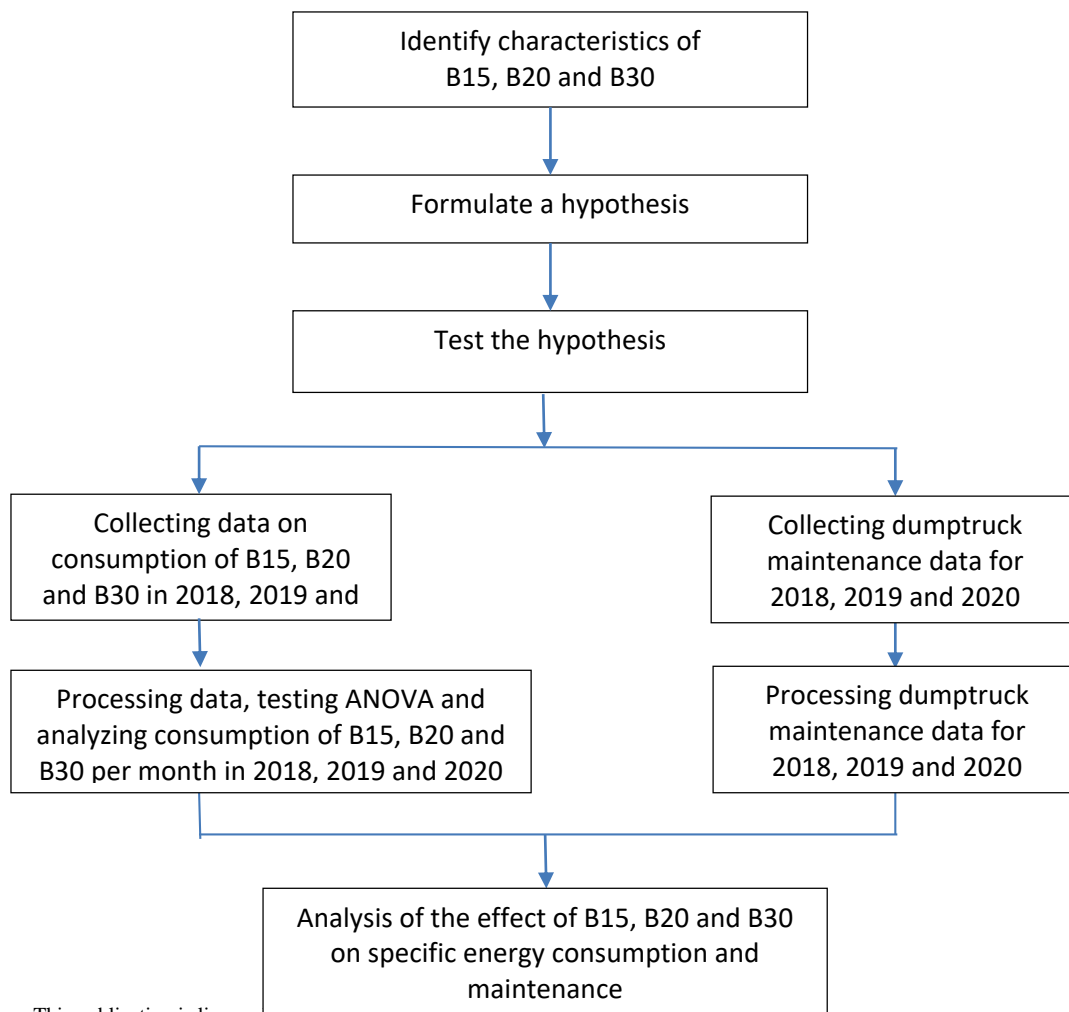 Identify characteristics of
B15, B20 and B30
Formulate a hypothesis
Test the hypothesis
Collecting data on
consumption of B15, B20
and B30 in 2018, 2019 and
Collecting dumptruck
maintenance data for
2018, 2019 and 2020
Processing data, testing ANOVA and
analyzing consumption of B15, B20 and
B30 per month in 2018, 2019 and 2020
Processing dumptruck
maintenance data for
2018, 2019 and 2020
Analysis of the effect of B15, B20 and B30
on specific energy consumption and
maintenance